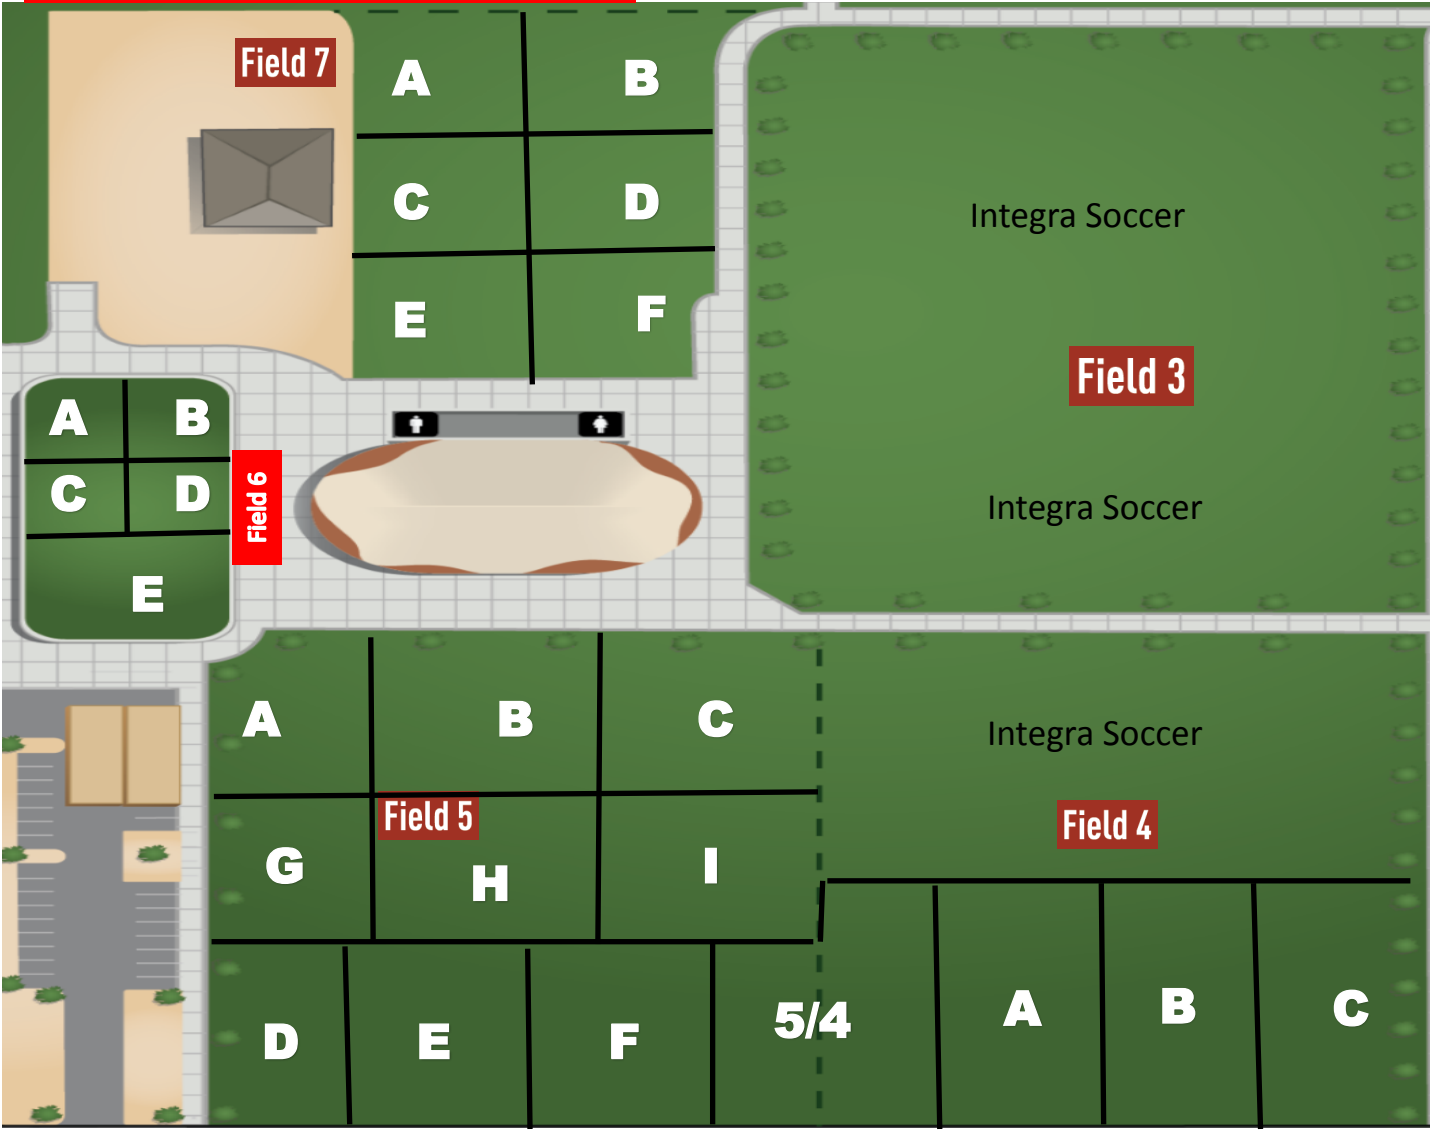 Field 7
A
B
C
D
E
F
Integra Soccer
Field 3
Integra Soccer
A
B
C
D
E
Field 6
A
B
C
Field 5
G
H
I
D
E
F
5/4
Integra Soccer
Field 4
A
B
C